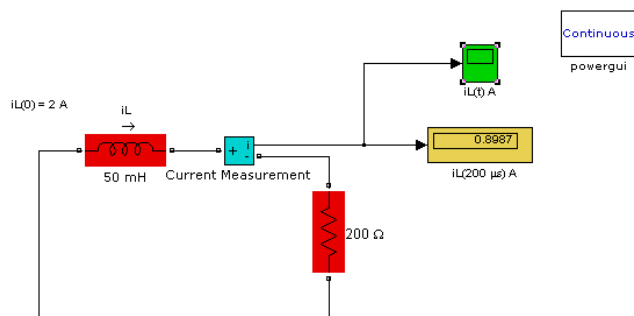 Continuous
powergui
iL(t) A
iL(0) = 2 A
iL
+
i
-
0.8987
50 mH
Current Measurement
iL(200 µs) A
200 Ω